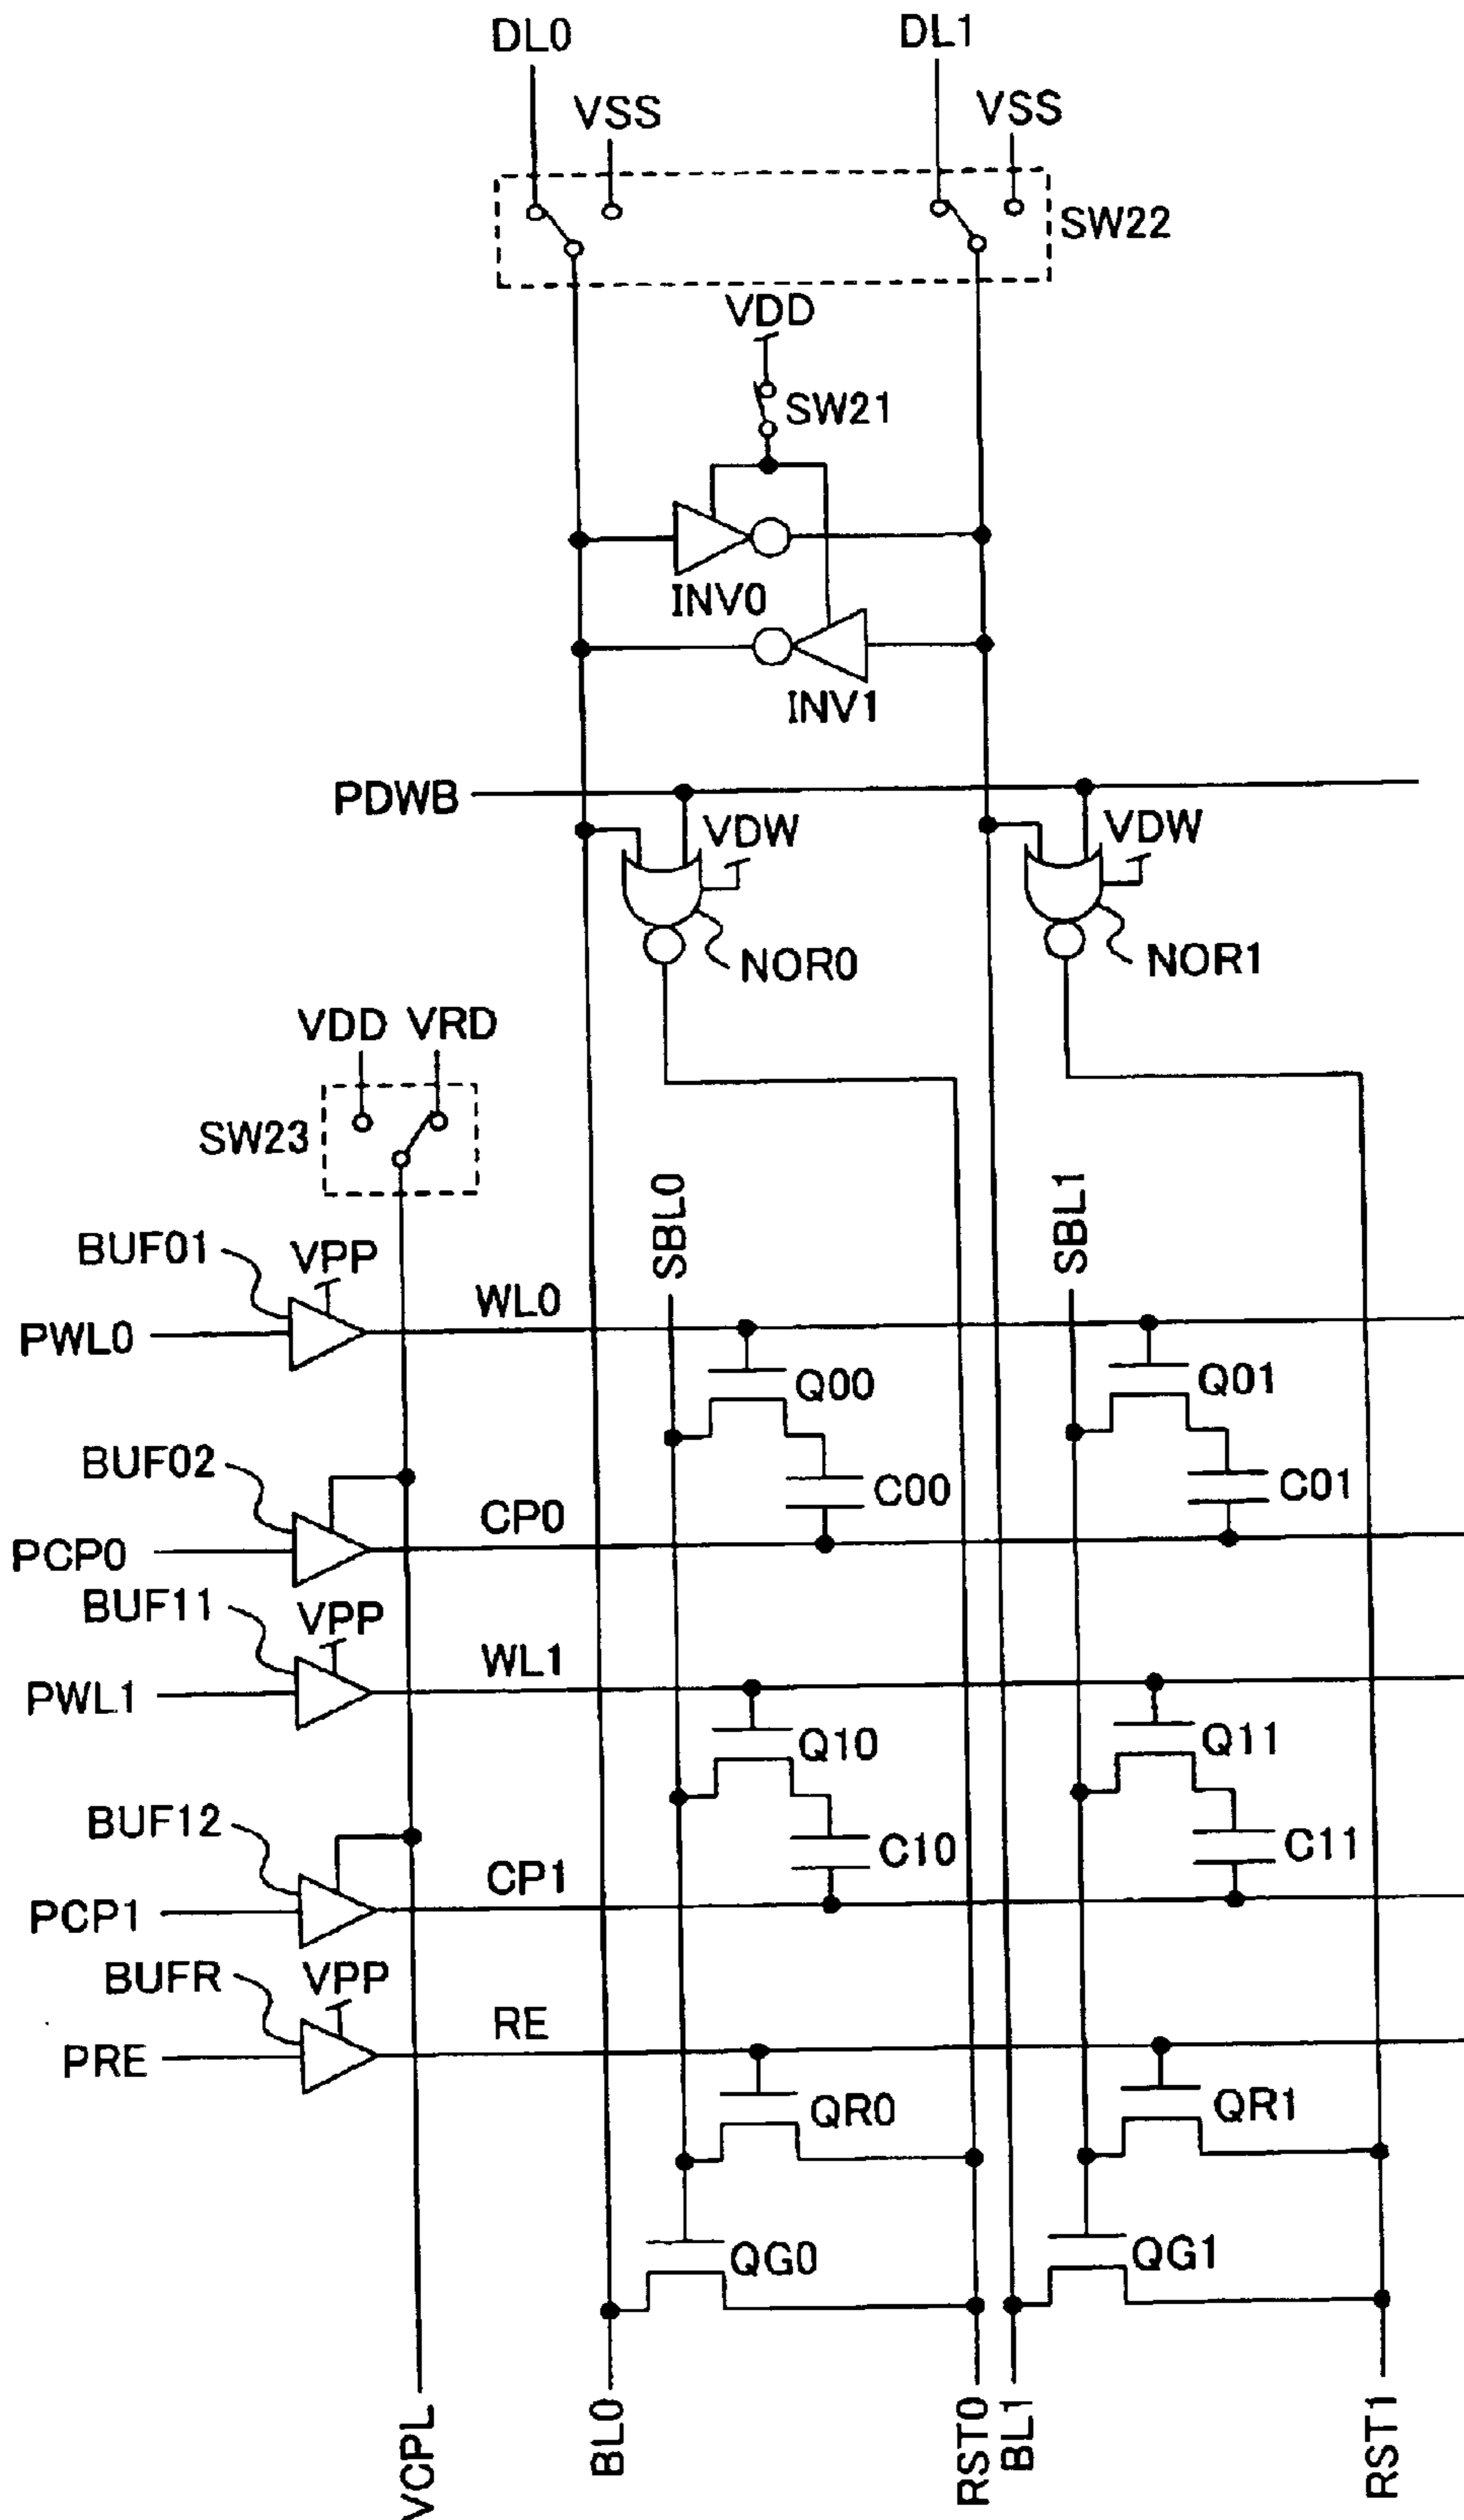 DL0
DL1
VSS
VSS
SW22
VDD
SW21
INV0
INV1
PDWB
VDW
VDW
NOR0
NOR1
VDD
VRD
SW23
SBL0
SBL1
BUF01
VPP
WL0
PWL0
Q00
Q01
BUF02
C00
C01
CP0
PCP0
BUF11
VPP
WL1
PWL1
Q10
Q11
BUF12
C10
C11
CP1
PCP1
BUFR
VPP
RE
PRE
QR0
QR1
QG0
QG1
VCPL
BL0
RST0
BL1
RST1